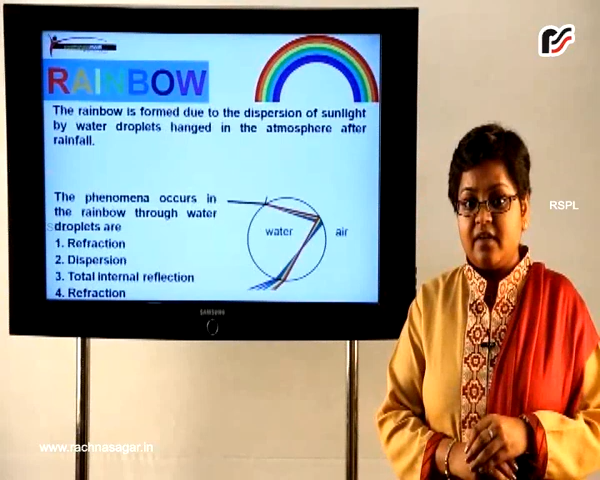 RAINBOW
The rainbow is formed due to the dispersion of sunlight
by water droplets hanged in the atmosphere after
rainfall.
The phenomena occurs in
the rainbow through water
droplets are
1. Refraction
2. Dispersion
3. Total internal reflection
4. Refraction
water
air
RSPL
SAMSUNG
www.rachnasagar.in